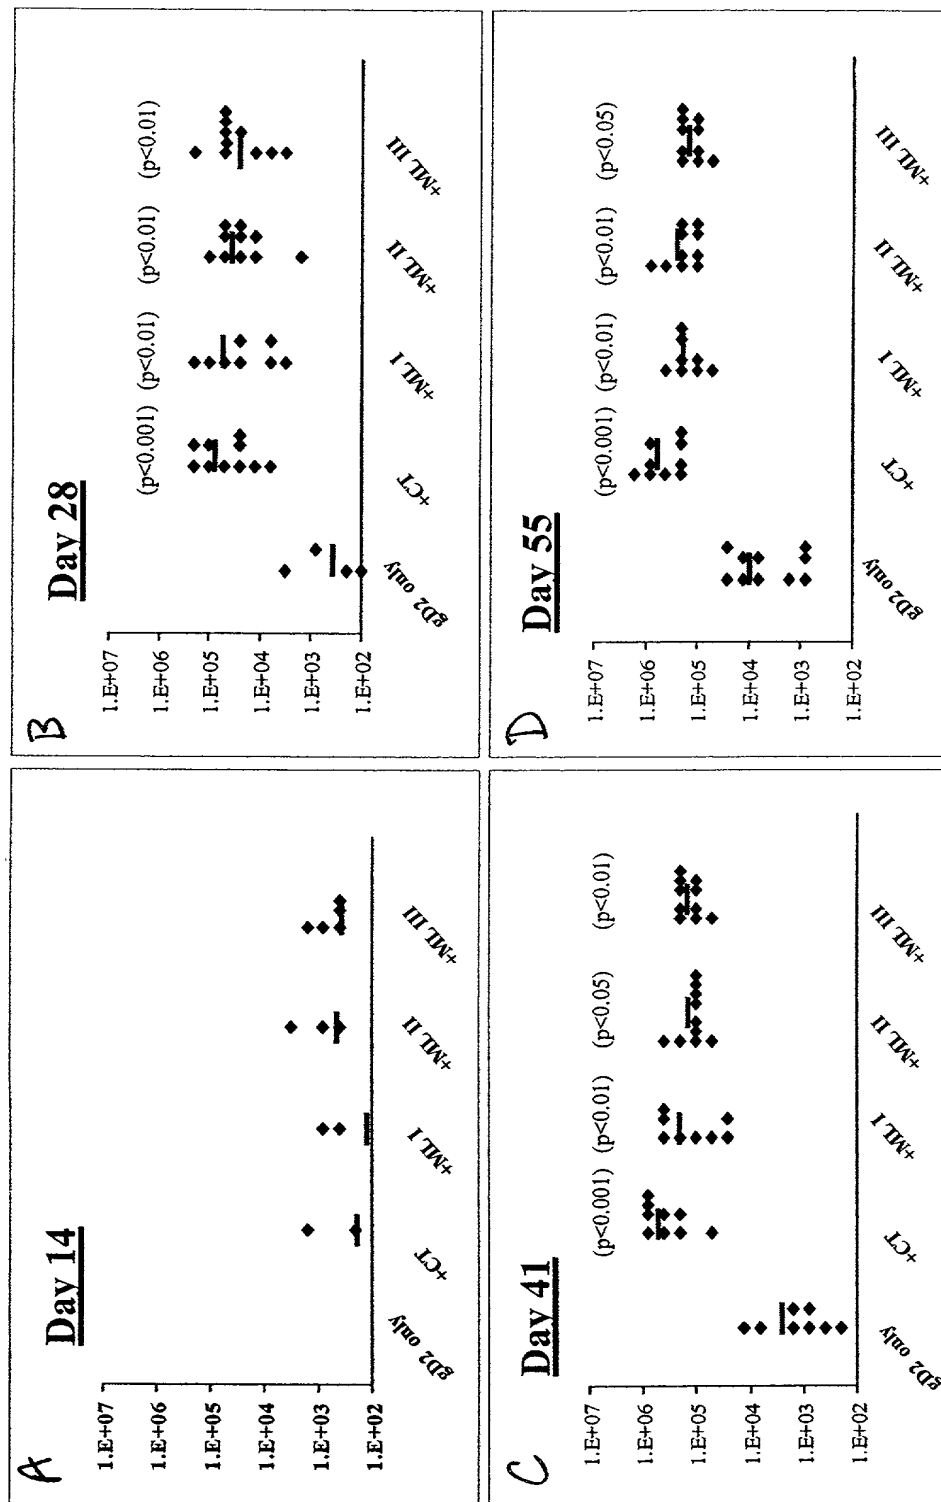 A
Day 14
1.E+07
1.E+06
1.E+05
1.E+04
1.E+03
1.E+02
gD2 only
+CT
+ML I
+ML II
+ML III
B
Day 28
(p<0.001) (p<0.01) (p<0.01) (p<0.01)
1.E+07
1.E+06
1.E+05
1.E+04
1.E+03
1.E+02
gD2 only
+CT
+ML I
+ML II
+ML III
C
Day 41
(p<0.001) (p<0.01) (p<0.05) (p<0.01)
1.E+07
1.E+06
1.E+05
1.E+04
1.E+03
1.E+02
gD2 only
+CT
+ML I
+ML II
+ML III
D
Day 55
(p<0.001) (p<0.01) (p<0.01) (p<0.05)
1.E+07
1.E+06
1.E+05
1.E+04
1.E+03
1.E+02
gD2 only
+CT
+ML I
+ML II
+ML III